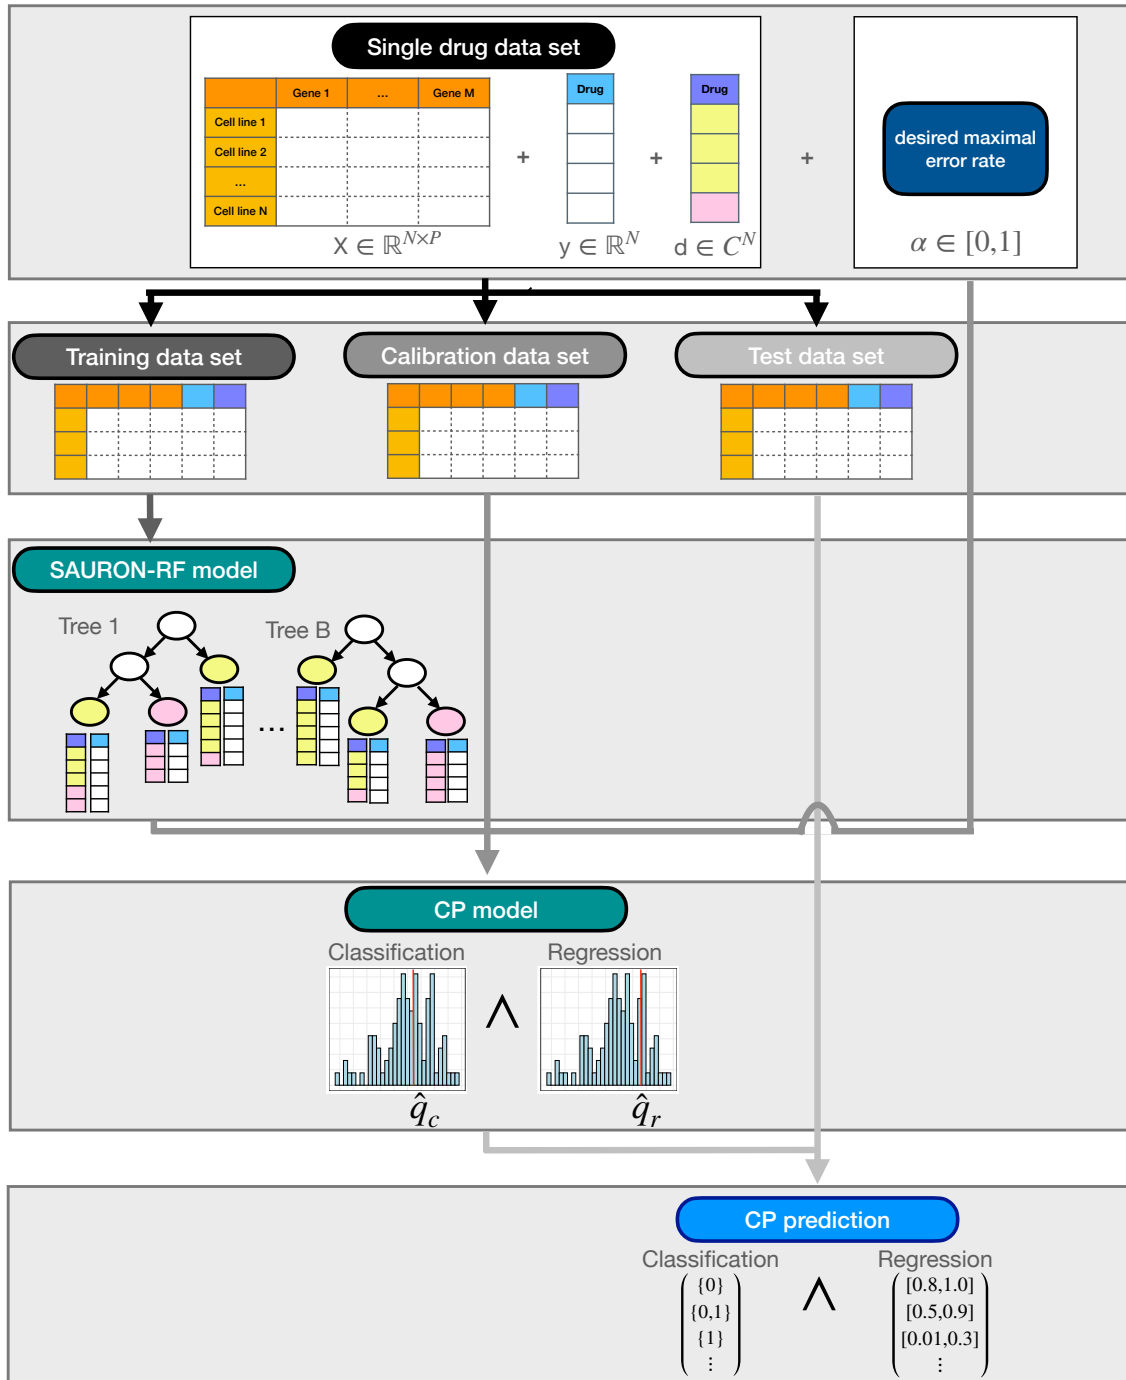 Single drug data set
Gene 1 ... Gene M
Cell line 1
Cell line 2
...
Cell line N
+
Drug
+
Drug
+
desired maximal
error rate
X ∈ ℝ^{N×P}
y ∈ ℝ^N
d ∈ C^N
α ∈ [0,1]
Training data set
Calibration data set
Test data set
SAURON-RF model
Tree 1
Tree B
...
CP model
Classification
Regression
∧
q̂_c
q̂_r
CP prediction
Classification
Regression
{0}
{0,1}
{1}
⋮
∧
[0.8,1.0]
[0.5,0.9]
[0.01,0.3]
⋮